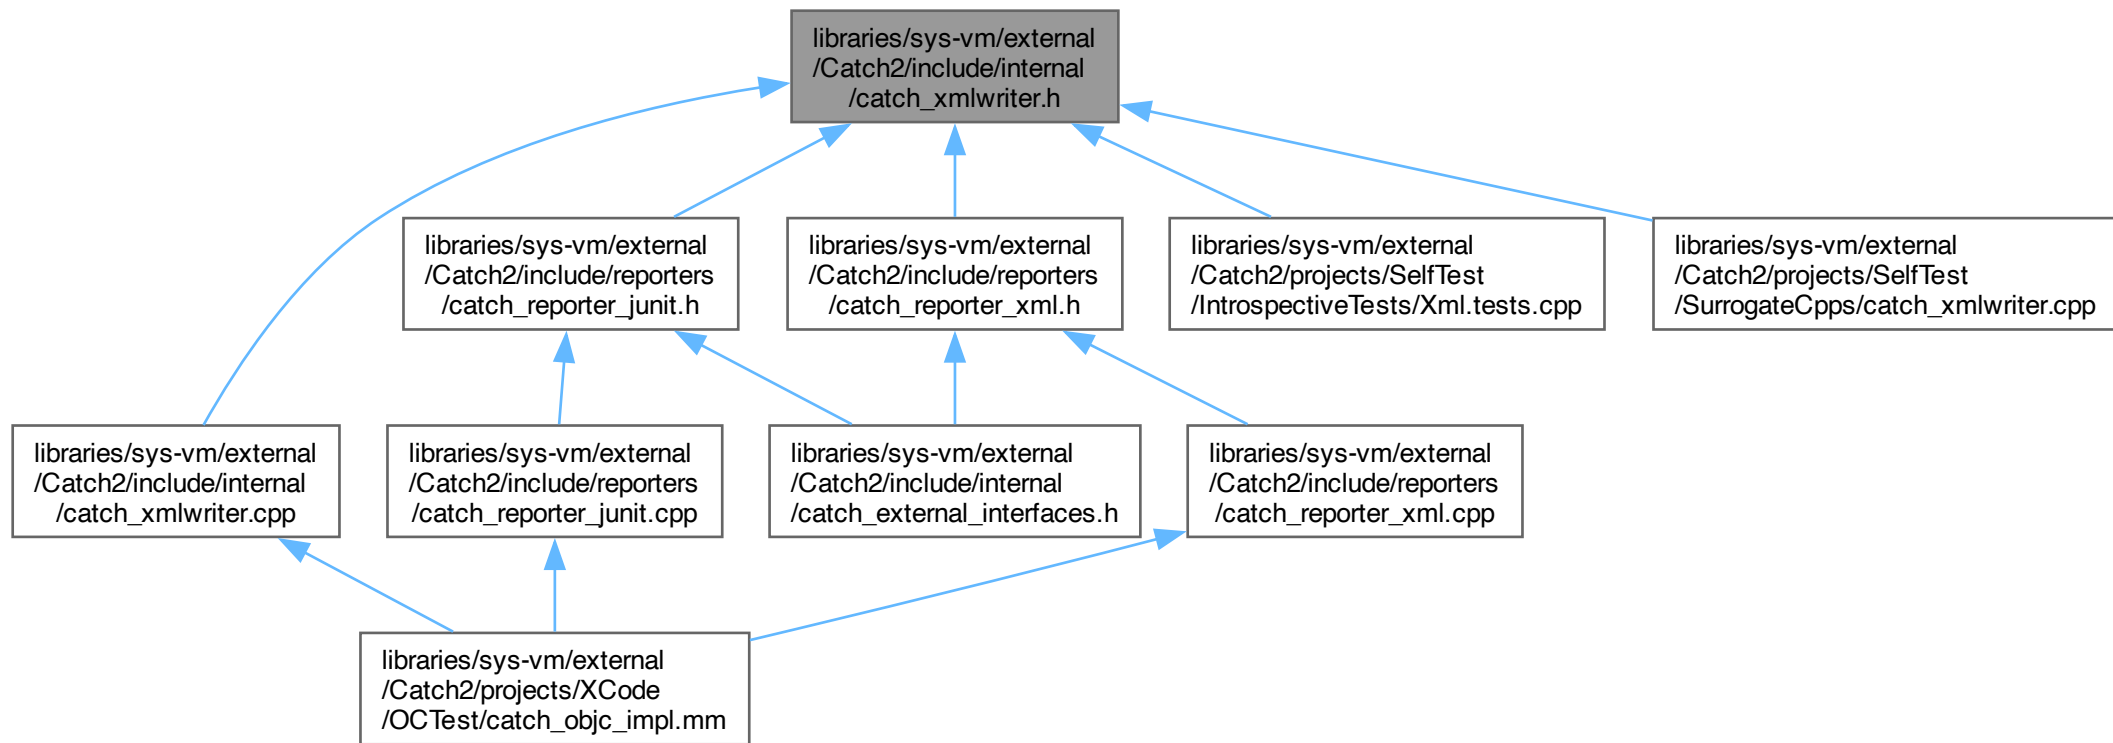 libraries/sys-vm/external
/Catch2/include/internal
/catch_xmlwriter.h
libraries/sys-vm/external
/Catch2/include/reporters
/catch_reporter_junit.h
libraries/sys-vm/external
/Catch2/include/reporters
/catch_reporter_xml.h
libraries/sys-vm/external
/Catch2/projects/SelfTest
/IntrospectiveTests/Xml.tests.cpp
libraries/sys-vm/external
/Catch2/projects/SelfTest
/SurrogateCpps/catch_xmlwriter.cpp
libraries/sys-vm/external
/Catch2/include/internal
/catch_xmlwriter.cpp
libraries/sys-vm/external
/Catch2/include/reporters
/catch_reporter_junit.cpp
libraries/sys-vm/external
/Catch2/include/internal
/catch_external_interfaces.h
libraries/sys-vm/external
/Catch2/include/reporters
/catch_reporter_xml.cpp
libraries/sys-vm/external
/Catch2/projects/XCode
/OCTest/catch_objc_impl.mm